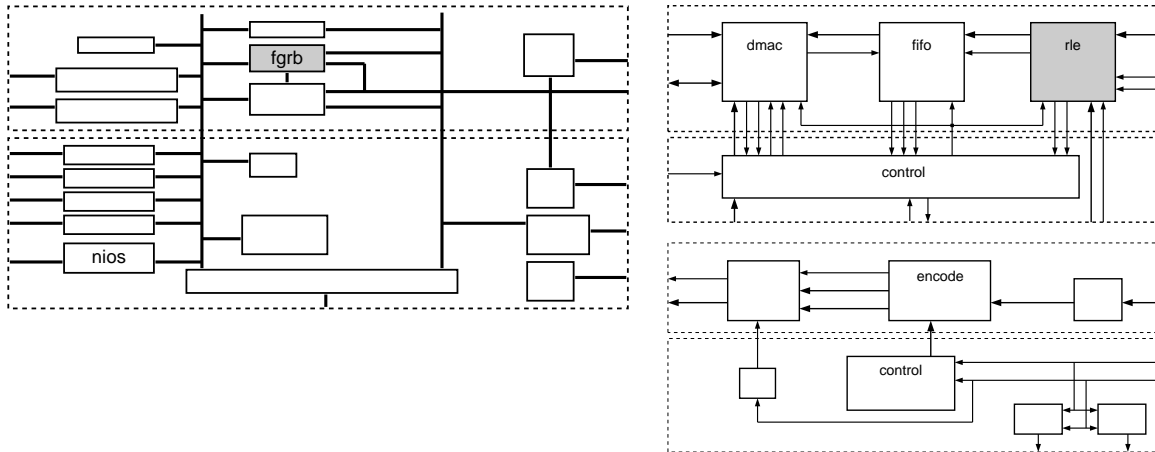 fgrb
nios
dmac
fifo
rle
control
encode
control